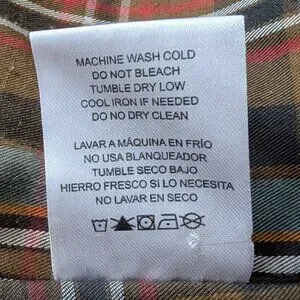 MACHINE WASH COLD
DO NOT BLEACH
TUMBLE DRY LOW
COOL IRON IF NEEDED
DO NO DRY CLEAN
LAVAR A MÁQUINA EN FRÍO
NO USA BLANQUEADOR
TUMBLE SECO BAJO
HIERRO FRESCO SI LO NECESITA
NO LAVAR EN SECO